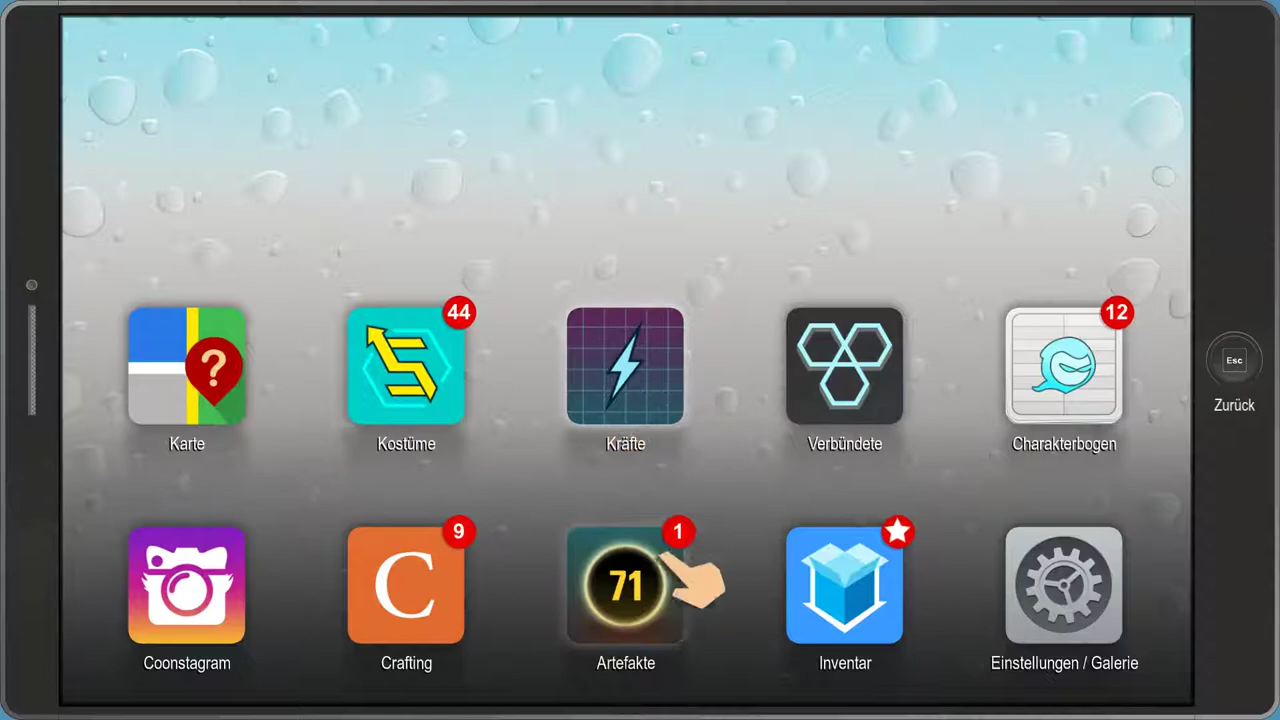 44
12
?
Karte
Kostüme
Kräfte
Verbündete
Charakterbogen
Esc
Zurück
9
1
C
71
Coonstagram
Crafting
Artefakte
Inventar
Einstellungen / Galerie